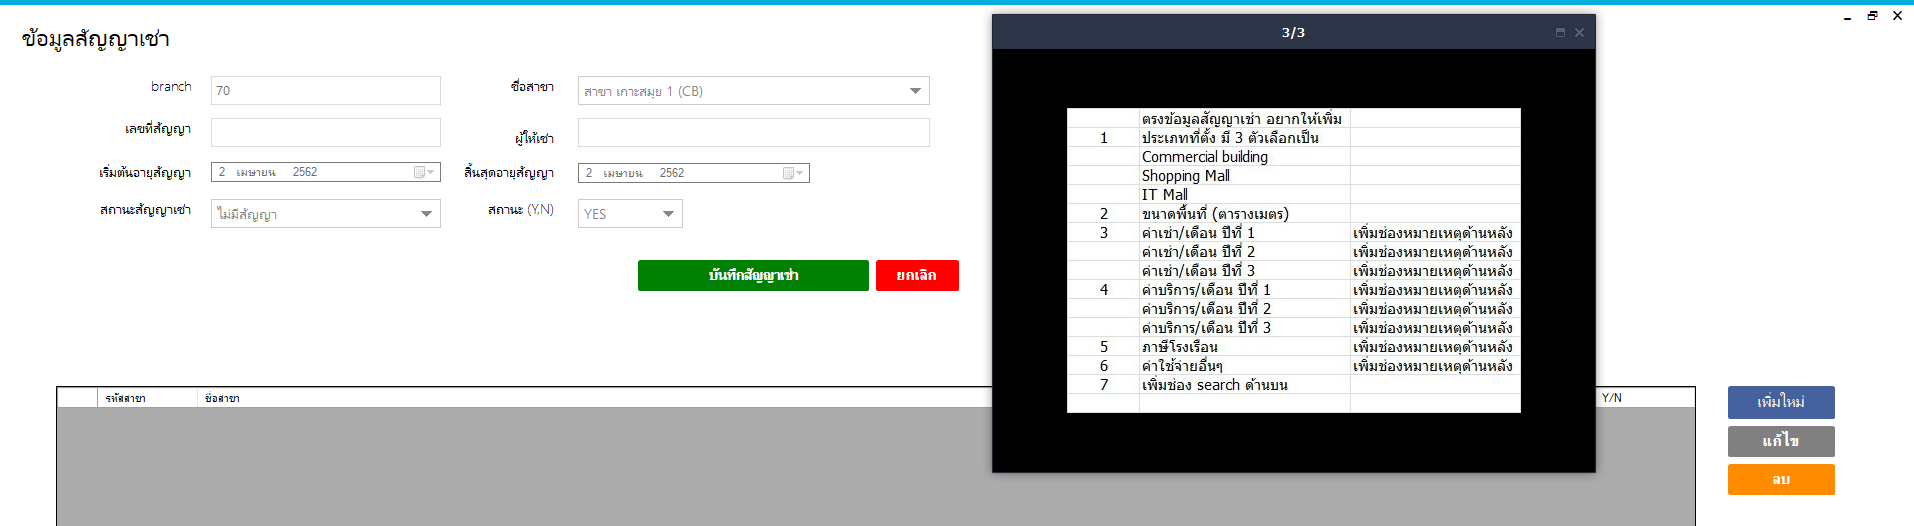 ข้อมูลสัญญาเช่า
branch 70 ชื่อสาขา สาขา เกาะสมุย 1 (CB)
เลขที่สัญญา ผู้ให้เช่า
เริ่มต้นอายุสัญญา 2 เมษายน 2562 สิ้นสุดอายุสัญญา 2 เมษายน 2562
สถานะสัญญาเช่า ไม่มีสัญญา สถานะ (Y,N) YES
บันทึกสัญญาเช่า ยกเลิก
3/3
ตรงข้อมูลสัญญาเช่า อยากให้เพิ่ม
1 ประเภทที่ตั้ง มี 3 ตัวเลือกเป็น
Commercial building
Shopping Mall
IT Mall
2 ขนาดพื้นที่ (ตารางเมตร)
3 ค่าเช่า/เดือน ปีที่ 1 เพิ่มช่องหมายเหตุด้านหลัง
ค่าเช่า/เดือน ปีที่ 2 เพิ่มช่องหมายเหตุด้านหลัง
ค่าเช่า/เดือน ปีที่ 3 เพิ่มช่องหมายเหตุด้านหลัง
4 ค่าบริการ/เดือน ปีที่ 1 เพิ่มช่องหมายเหตุด้านหลัง
ค่าบริการ/เดือน ปีที่ 2 เพิ่มช่องหมายเหตุด้านหลัง
ค่าบริการ/เดือน ปีที่ 3 เพิ่มช่องหมายเหตุด้านหลัง
5 ภาษีโรงเรือน เพิ่มช่องหมายเหตุด้านหลัง
6 ค่าใช้จ่ายอื่นๆ เพิ่มช่องหมายเหตุด้านหลัง
7 เพิ่มช่อง search ด้านบน
รหัสสาขา ชื่อสาขา Y/N
เพิ่มใหม่
แก้ไข
ลบ